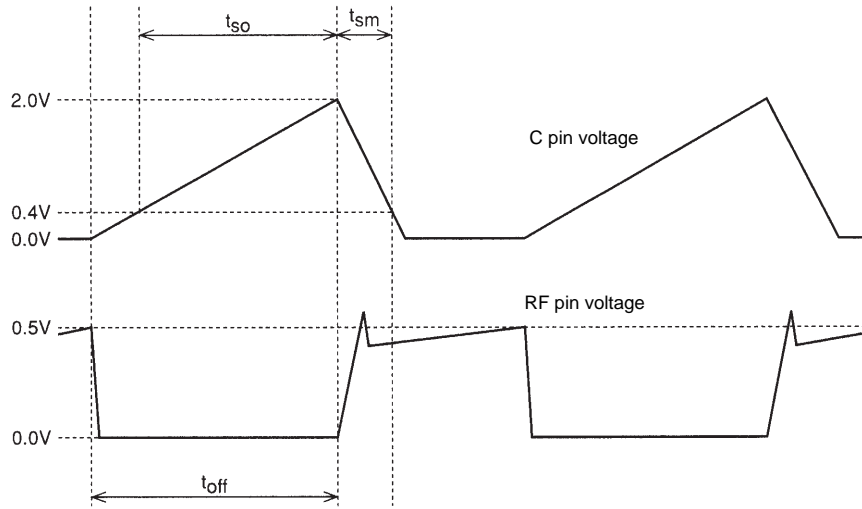 tso
tsm
2.0V
C pin voltage
0.4V
0.0V
RF pin voltage
0.5V
0.0V
toff